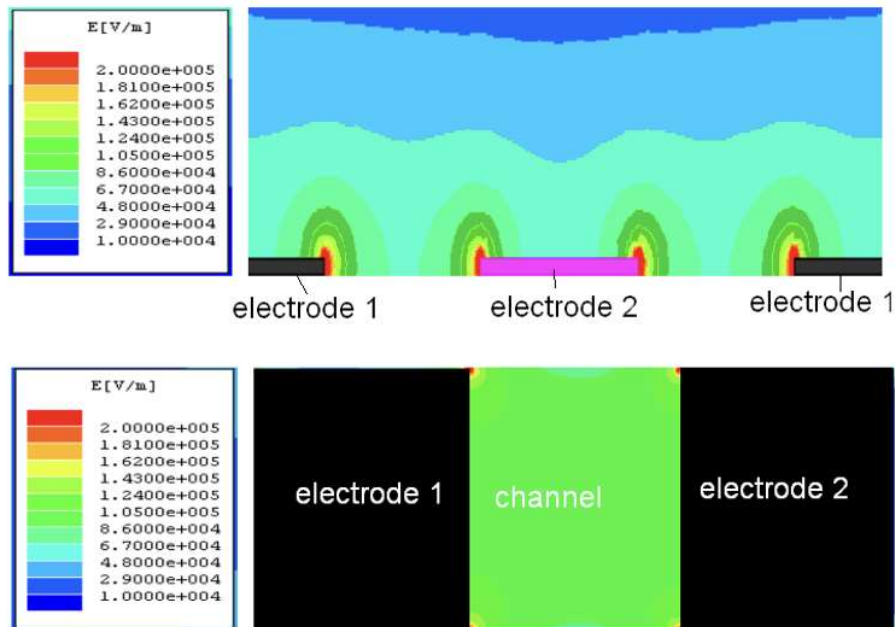 E[V/m]
2.0000e+005
1.8100e+005
1.6200e+005
1.4300e+005
1.2400e+005
1.0500e+005
8.6000e+004
6.7000e+004
4.8000e+004
2.9000e+004
1.0000e+004
electrode 1
electrode 2
electrode 1
E[V/m]
2.0000e+005
1.8100e+005
1.6200e+005
1.4300e+005
1.2400e+005
1.0500e+005
8.6000e+004
6.7000e+004
4.8000e+004
2.9000e+004
1.0000e+004
electrode 1
channel
electrode 2